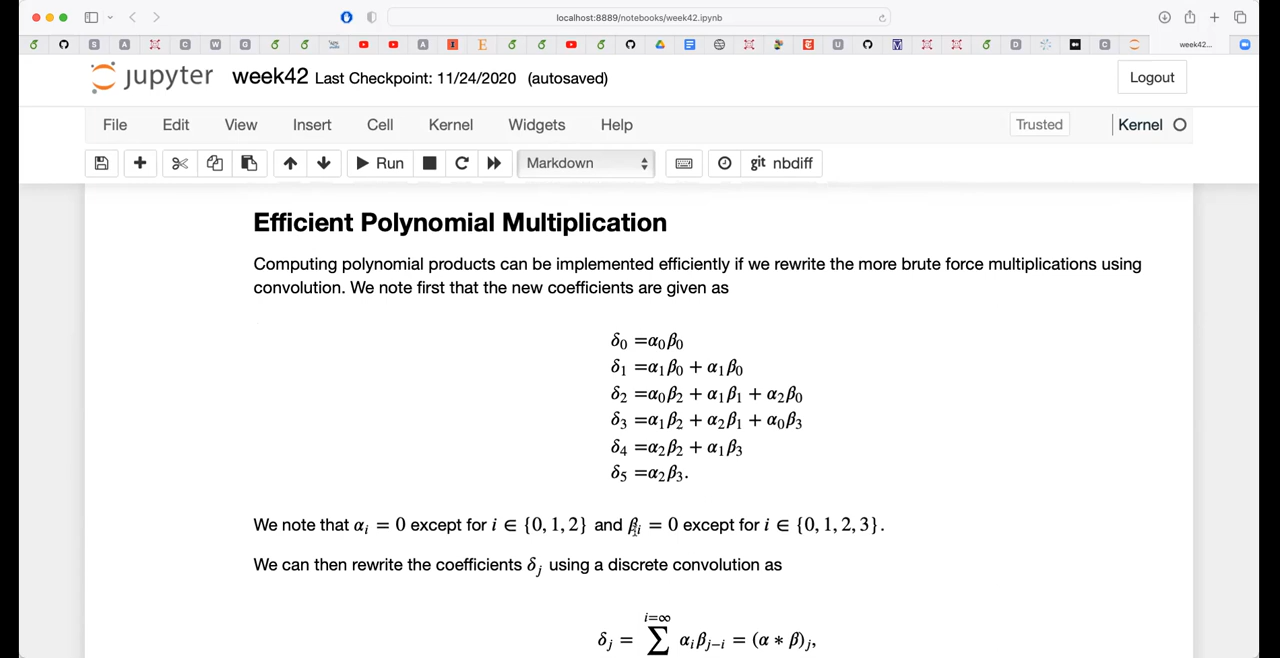 localhost:8889/notebooks/week42.ipynb
week42...
jupyter week42 Last Checkpoint: 11/24/2020 (autosaved) Logout
File Edit View Insert Cell Kernel Widgets Help Trusted Kernel
Run Markdown git nbdiff
Efficient Polynomial Multiplication
Computing polynomial products can be implemented efficiently if we rewrite the more brute force multiplications using
convolution. We note first that the new coefficients are given as
δ₀ =α₀β₀
δ₁ =α₁β₀ + α₁β₀
δ₂ =α₀β₂ + α₁β₁ + α₂β₀
δ₃ =α₁β₂ + α₂β₁ + α₀β₃
δ₄ =α₂β₂ + α₁β₃
δ₅ =α₂β₃.
We note that αᵢ = 0 except for i ∈ {0, 1, 2} and βᵢ = 0 except for i ∈ {0, 1, 2, 3}.
We can then rewrite the coefficients δⱼ using a discrete convolution as
i=∞
δⱼ = ∑ αᵢβⱼ₋ᵢ = (α * β)ⱼ,